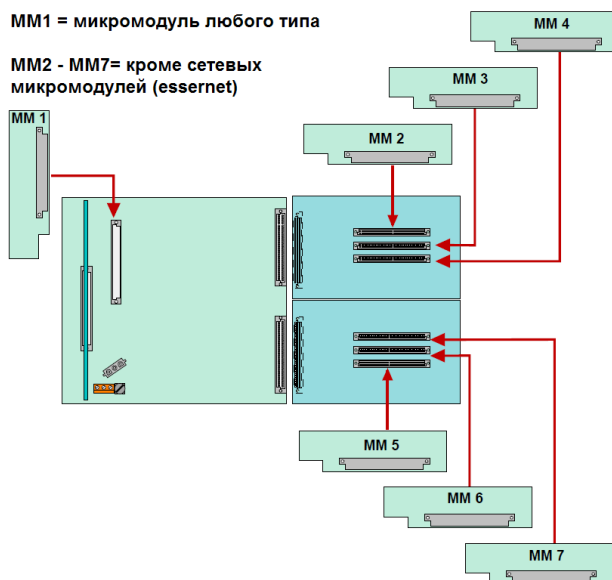 MM1 = микромодуль любого типа
MM2 - MM7= кроме сетевых
микромодулей (essernet)
MM 4
MM 3
MM 2
MM 1
MM 5
MM 6
MM 7